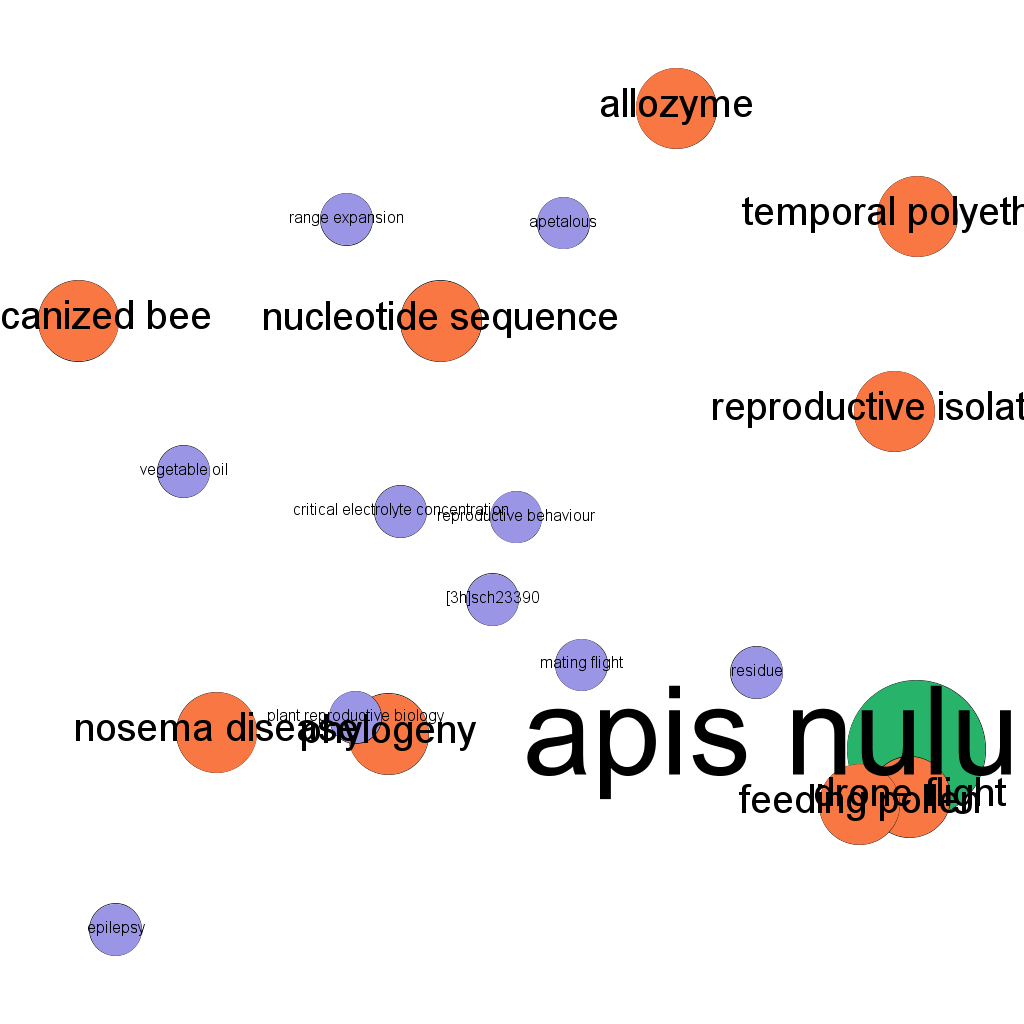 allozyme
temporal polyeth
range expansion
apetalous
canized bee
nucleotide sequence
reproductive isolat
vegetable oil
critical electrolyte concentration
reproductive behaviour
[3h]sch23390
mating flight
residue
plant reproductive biology
nosema disease
phylogeny
apis nulu
feeding pollen
drone flight
epilepsy